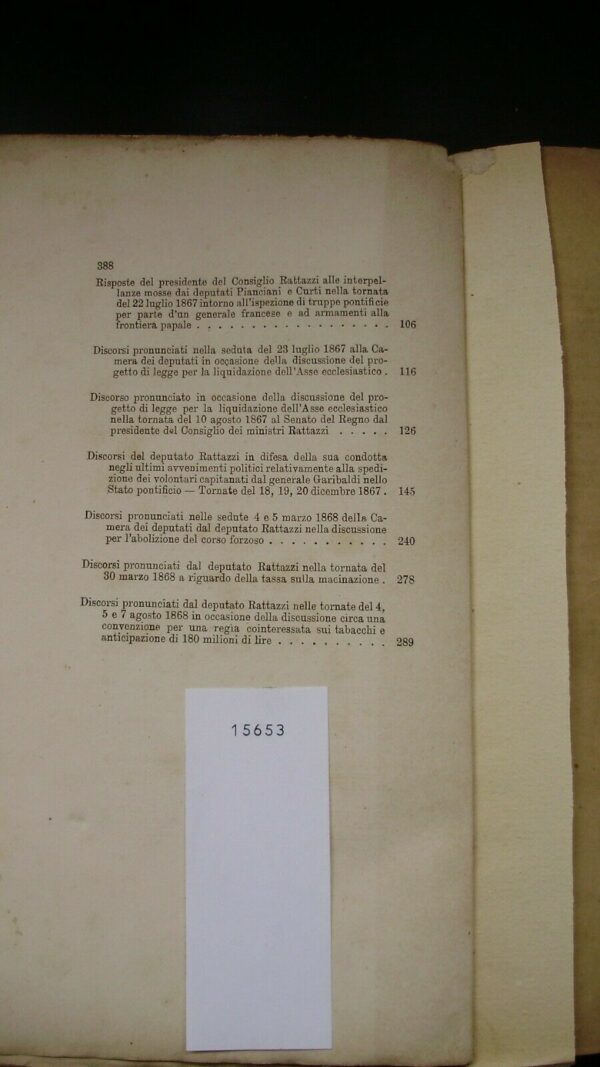 388
Risposte del presidente del Consiglio Rattazzi alle interpel-
lanze mosse dai deputati Pianciani e Curti nella tornata
del 22 luglio 1867 intorno all'ispezione di truppe pontificie
per parte d'un generale francese e ad armamenti alla
frontiera papale . . . . . . . . . . . . . . . . . . 106
Discorsi pronunciati nella seduta del 23 luglio 1867 alla Ca-
mera dei deputati in occasione della discussione del pro-
getto di legge per la liquidazione dell'Asse ecclesiastico . 116
Discorso pronunciato in occasione della discussione del pro-
getto di legge per la liquidazione dell'Asse ecclesiastico
nella tornata del 10 agosto 1867 al Senato del Regno dal
presidente del Consiglio dei ministri Rattazzi . . . . . 126
Discorsi del deputato Rattazzi in difesa della sua condotta
negli ultimi avvenimenti politici relativamente alla spedi-
zione dei volontari capitanati dal generale Garibaldi nello
Stato pontificio — Tornate del 18, 19, 20 dicembre 1867 . 145
Discorsi pronunciati nelle sedute 4 e 5 marzo 1868 della Ca-
mera dei deputati dal deputato Rattazzi nella discussione
per l'abolizione del corso forzoso . . . . . . . . . . . 240
Discorsi pronunziati dal deputato Rattazzi nella tornata del
30 marzo 1868 a riguardo della tassa sulla macinazione . 278
Discorsi pronunciati dal deputato Rattazzi nelle tornate del 4,
5 e 7 agosto 1868 in occasione della discussione circa una
convenzione per una regia cointeressata sui tabacchi e
anticipazione di 180 milioni di lire . . . . . . . . . . 289
15653